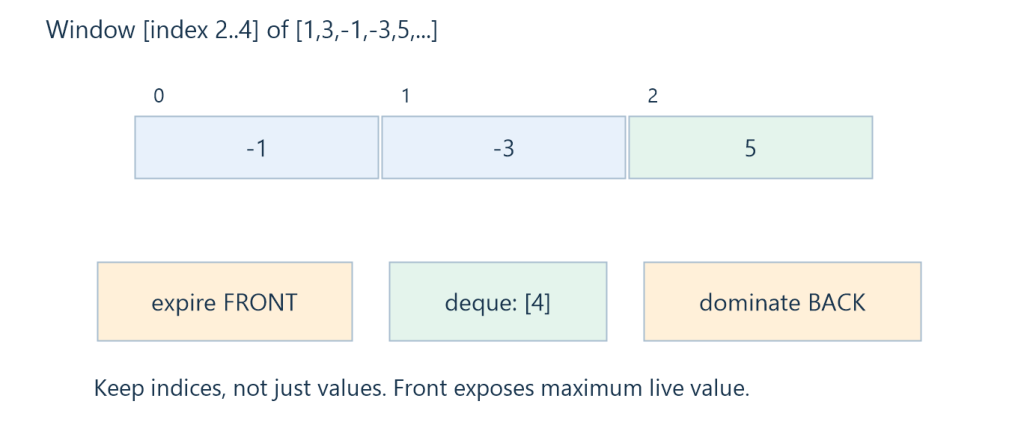 Window [index 2..4] of [1,3,-1,-3,5,...]
0 1 2
-1 -3 5
expire FRONT deque: [4] dominate BACK
Keep indices, not just values. Front exposes maximum live value.